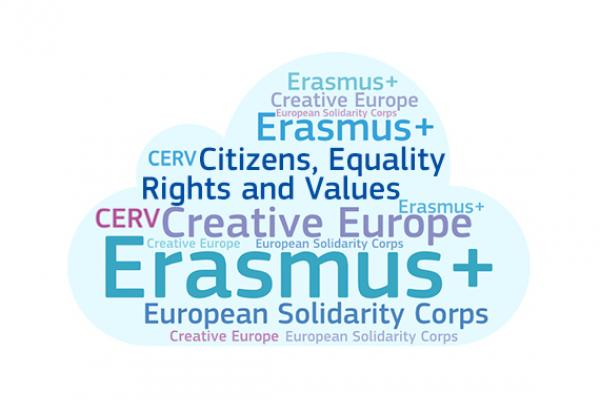 Erasmus+
Creative Europe
European Solidarity Corps
Erasmus+
CERV Citizens, Equality
Rights and Values
Erasmus+
CERV Creative Europe
Creative Europe European Solidarity Corps
Erasmus+
European Solidarity Corps
Creative Europe European Solidarity Corps